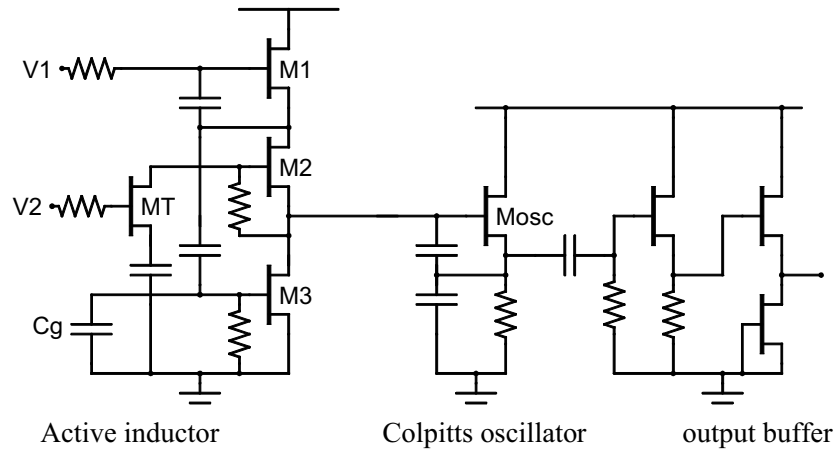 V1
M1
M2
V2
MT
Mosc
M3
Cg
Active inductor
Colpitts oscillator
output buffer